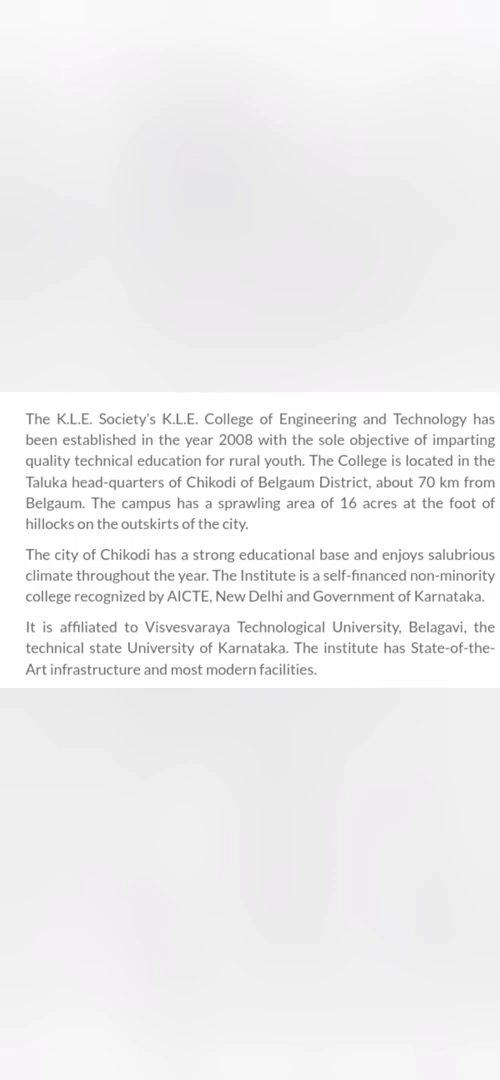 The K.L.E. Society's K.L.E. College of Engineering and Technology has
been established in the year 2008 with the sole objective of imparting
quality technical education for rural youth. The College is located in the
Taluka head-quarters of Chikodi of Belgaum District, about 70 km from
Belgaum. The campus has a sprawling area of 16 acres at the foot of
hillocks on the outskirts of the city.
The city of Chikodi has a strong educational base and enjoys salubrious
climate throughout the year. The Institute is a self-financed non-minority
college recognized by AICTE, New Delhi and Government of Karnataka.
It is affiliated to Visvesvaraya Technological University, Belagavi, the
technical state University of Karnataka. The institute has State-of-the-
Art infrastructure and most modern facilities.